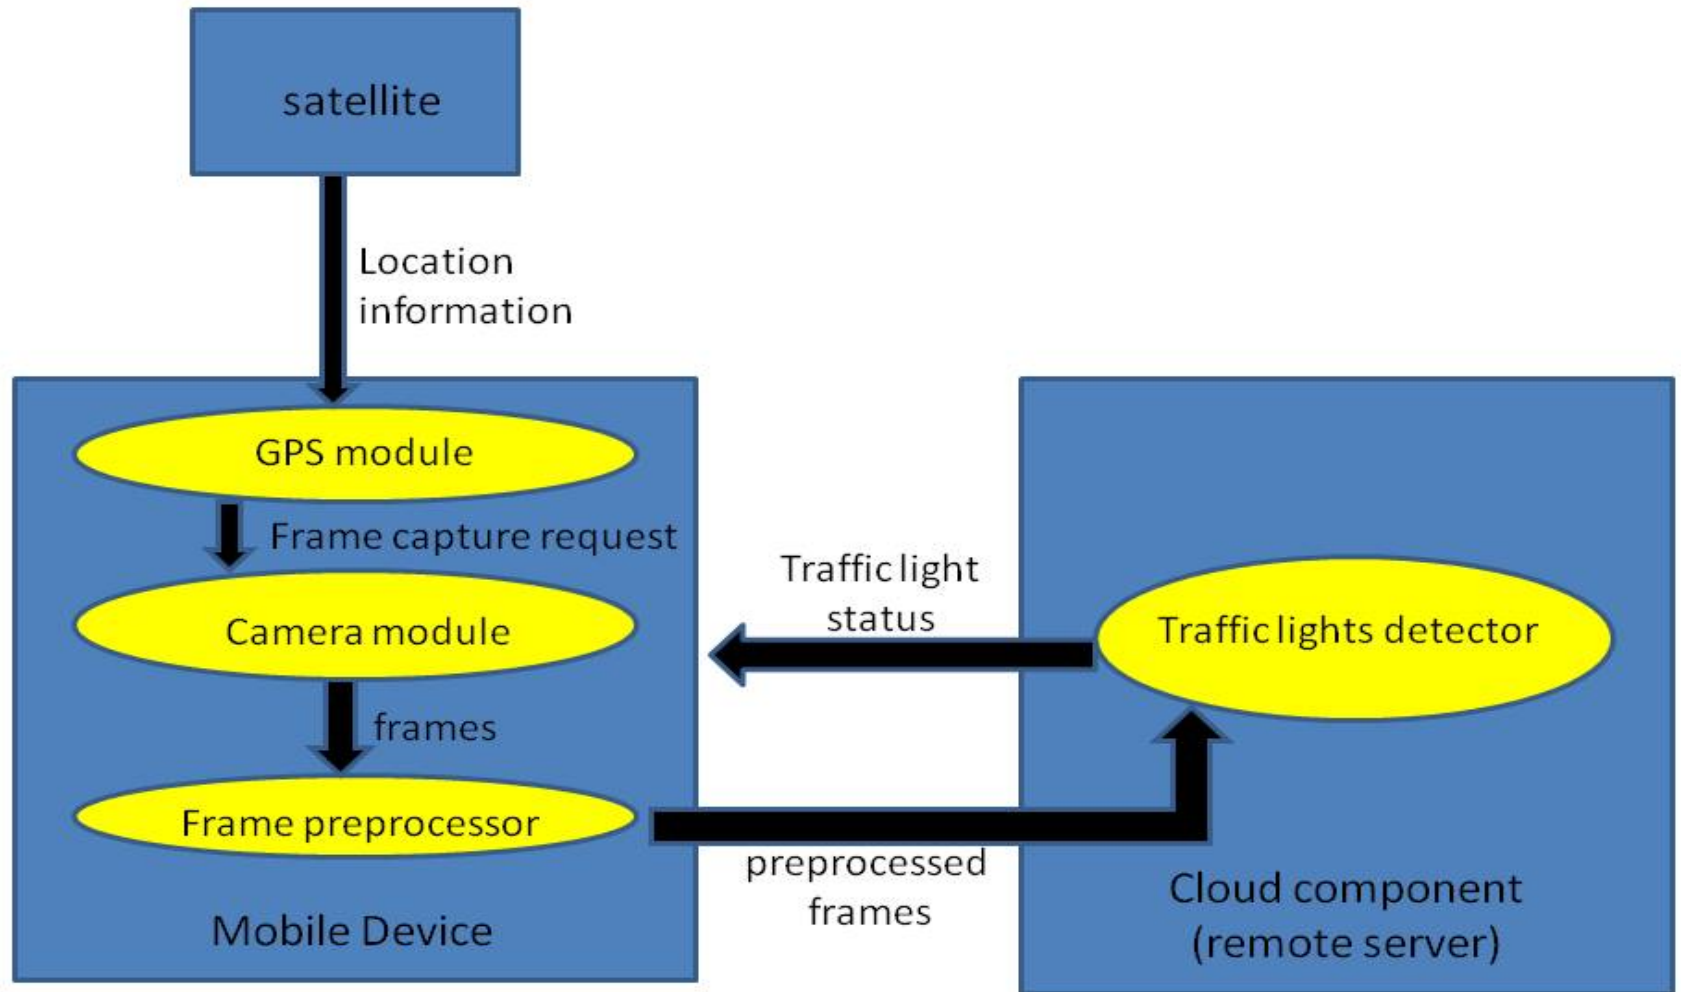 satellite
Location
information
GPS module
Frame capture request
Camera module
frames
Frame preprocessor
Mobile Device
Traffic light
status
preprocessed
frames
Traffic lights detector
Cloud component
(remote server)